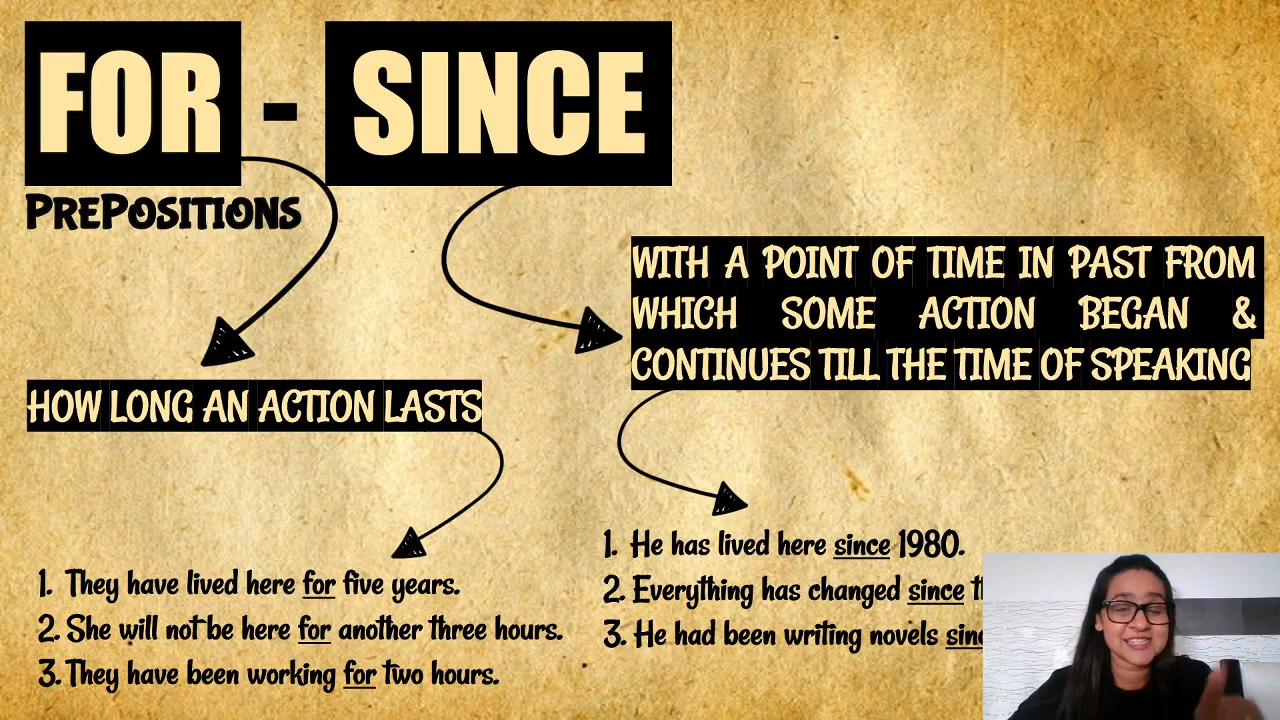 FOR - SINCE
PREPOSITIONS
WITH A POINT OF TIME IN PAST FROM
WHICH SOME ACTION BEGAN &
CONTINUES TILL THE TIME OF SPEAKING
HOW LONG AN ACTION LASTS
1. They have lived here for five years.
2. She will not be here for another three hours.
3. They have been working for two hours.
1. He has lived here since 1980.
2. Everything has changed since
3. He had been writing novels